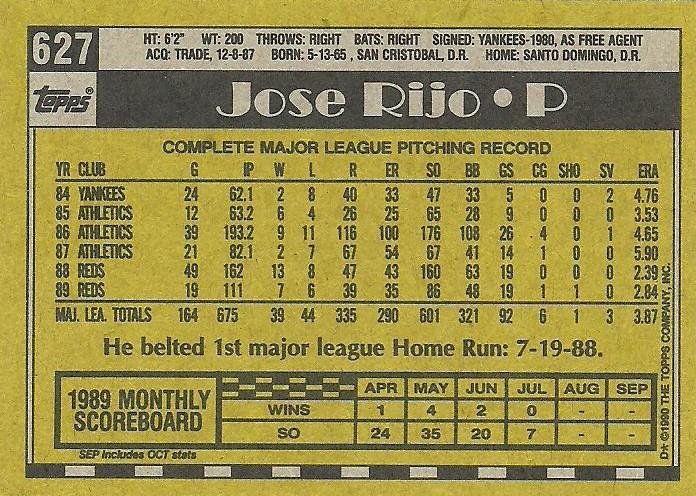 627
HT: 6'2" WT: 200 THROWS: RIGHT BATS: RIGHT SIGNED: YANKEES-1980, AS FREE AGENT
ACQ: TRADE, 12-8-87 BORN: 5-13-65 , SAN CRISTOBAL, D.R. HOME: SANTO DOMINGO, D.R.
TOPPS®
Jose Rijo • P
COMPLETE MAJOR LEAGUE PITCHING RECORD
YR CLUB G IP W L R ER SO BB GS CG SHO SV ERA
84 YANKEES 24 62.1 2 8 40 33 47 33 5 0 0 2 4.76
85 ATHLETICS 12 63.2 6 4 26 25 65 28 9 0 0 0 3.53
86 ATHLETICS 39 193.2 9 11 116 100 176 108 26 4 0 1 4.65
87 ATHLETICS 21 82.1 2 7 67 54 67 41 14 1 0 0 5.90
88 REDS 49 162 13 8 47 43 160 63 19 0 0 0 2.39
89 REDS 19 111 7 6 39 35 86 48 19 1 1 0 2.84
MAJ. LEA. TOTALS 164 675 39 44 335 290 601 321 92 6 1 3 3.87
He belted 1st major league Home Run: 7-19-88.
1989 MONTHLY
SCOREBOARD
APR MAY JUN JUL AUG SEP
WINS 1 4 2 0 - -
SO 24 35 20 7 - -
SEP includes OCT stats
D* ©1990 THE TOPPS COMPANY, INC.